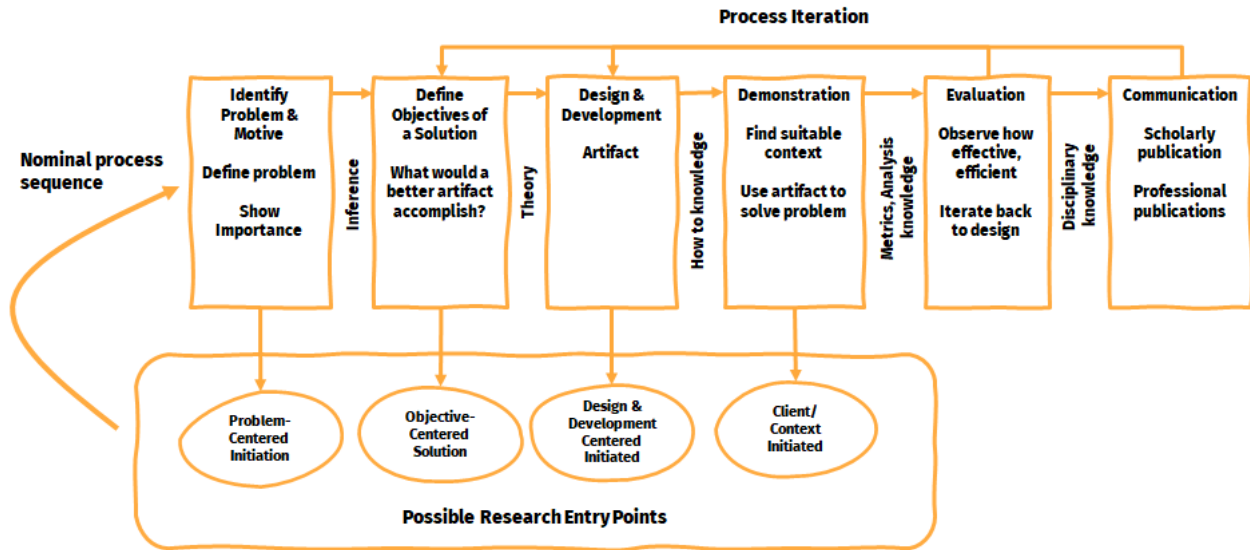 Process Iteration
Nominal process
sequence
Identify
Problem &
Motive
Define problem
Show
Importance
Inference
Define
Objectives of
a Solution
What would a
better artifact
accomplish?
Theory
Design &
Development
Artifact
How to knowledge
Demonstration
Find suitable
context
Use artifact to
solve problem
Metrics, Analysis
knowledge
Evaluation
Observe how
effective,
efficient
Iterate back
to design
Disciplinary
knowledge
Communication
Scholarly
publication
Professional
publications
Problem-
Centered
Initiation
Objective-
Centered
Solution
Design &
Development
Centered
Initiated
Client/
Context
Initiated
Possible Research Entry Points